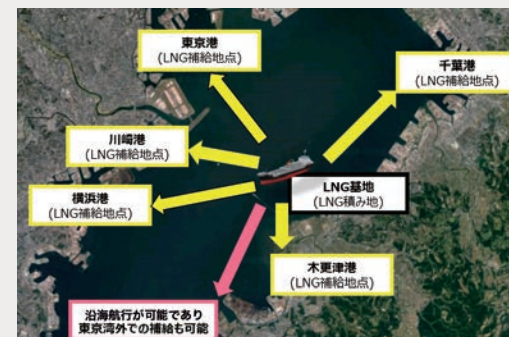 東京港
(LNG補給地点)
千葉港
(LNG補給地点)
川崎港
(LNG補給地点)
横浜港
(LNG補給地点)
LNG基地
(LNG積み地)
木更津港
(LNG補給地点)
沿海航行が可能であり
東京湾外での補給も可能